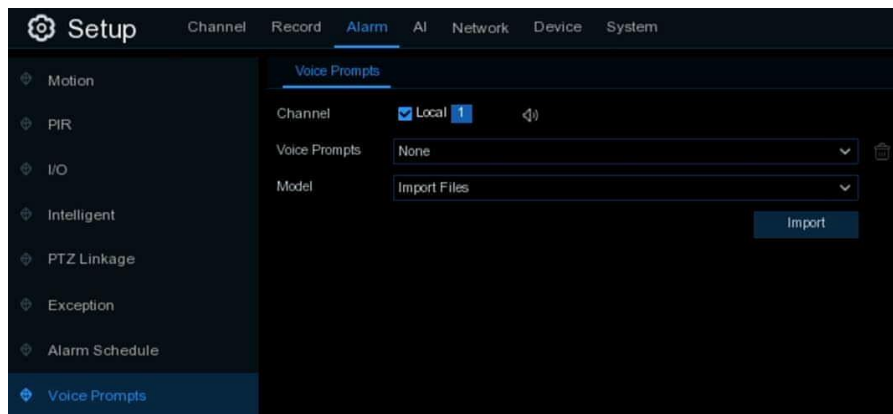 Setup Channel Record Alarm AI Network Device System
Motion
PIR
I/O
Intelligent
PTZ Linkage
Exception
Alarm Schedule
Voice Prompts
Voice Prompts
Channel Local 1
Voice Prompts None
Model Import Files
Import